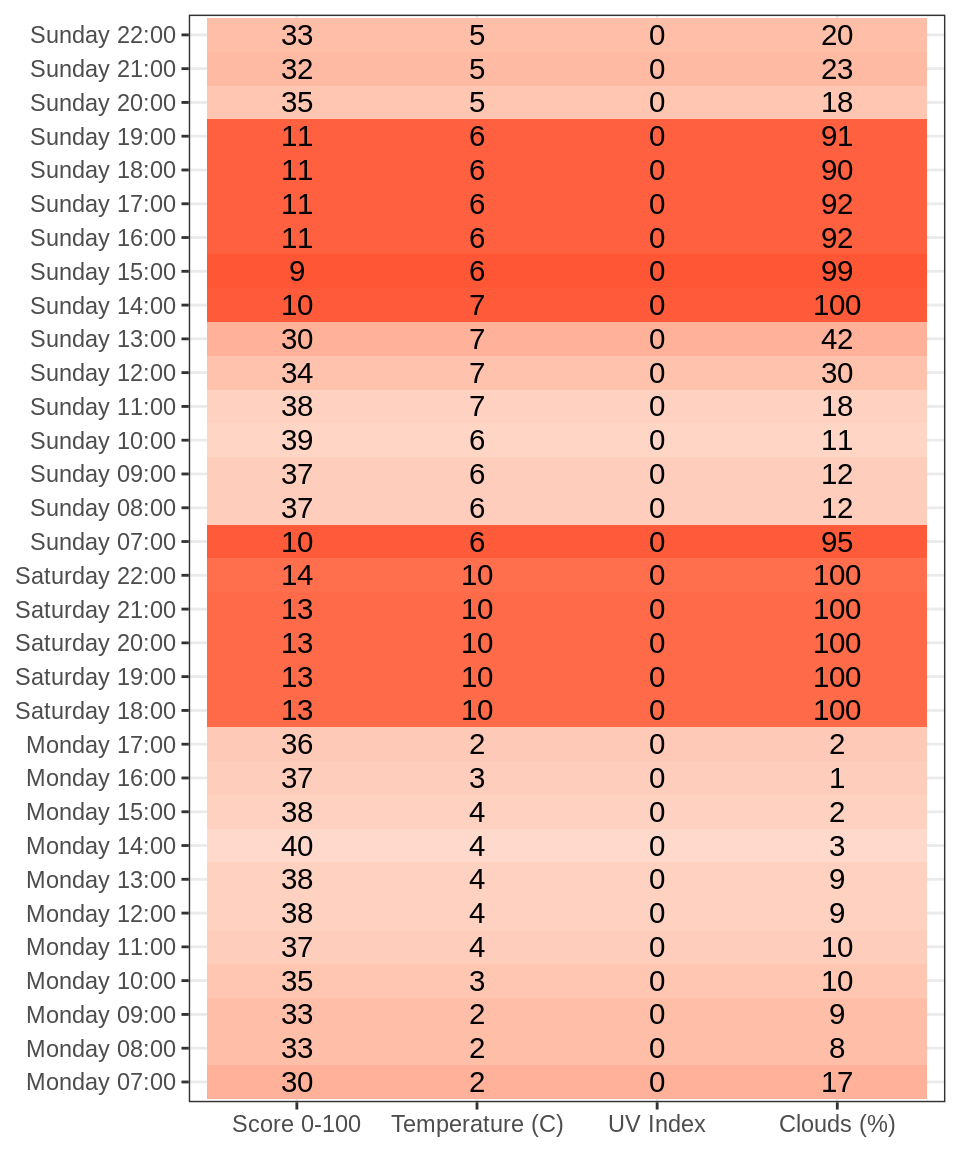 Sunday 22:00 33 5 0 20
Sunday 21:00 32 5 0 23
Sunday 20:00 35 5 0 18
Sunday 19:00 11 6 0 91
Sunday 18:00 11 6 0 90
Sunday 17:00 11 6 0 92
Sunday 16:00 11 6 0 92
Sunday 15:00 9 6 0 99
Sunday 14:00 10 7 0 100
Sunday 13:00 30 7 0 42
Sunday 12:00 34 7 0 30
Sunday 11:00 38 7 0 18
Sunday 10:00 39 6 0 11
Sunday 09:00 37 6 0 12
Sunday 08:00 37 6 0 12
Sunday 07:00 10 6 0 95
Saturday 22:00 14 10 0 100
Saturday 21:00 13 10 0 100
Saturday 20:00 13 10 0 100
Saturday 19:00 13 10 0 100
Saturday 18:00 13 10 0 100
Monday 17:00 36 2 0 2
Monday 16:00 37 3 0 1
Monday 15:00 38 4 0 2
Monday 14:00 40 4 0 3
Monday 13:00 38 4 0 9
Monday 12:00 38 4 0 9
Monday 11:00 37 4 0 10
Monday 10:00 35 3 0 10
Monday 09:00 33 2 0 9
Monday 08:00 33 2 0 8
Monday 07:00 30 2 0 17
Score 0-100 Temperature (C) UV Index Clouds (%)